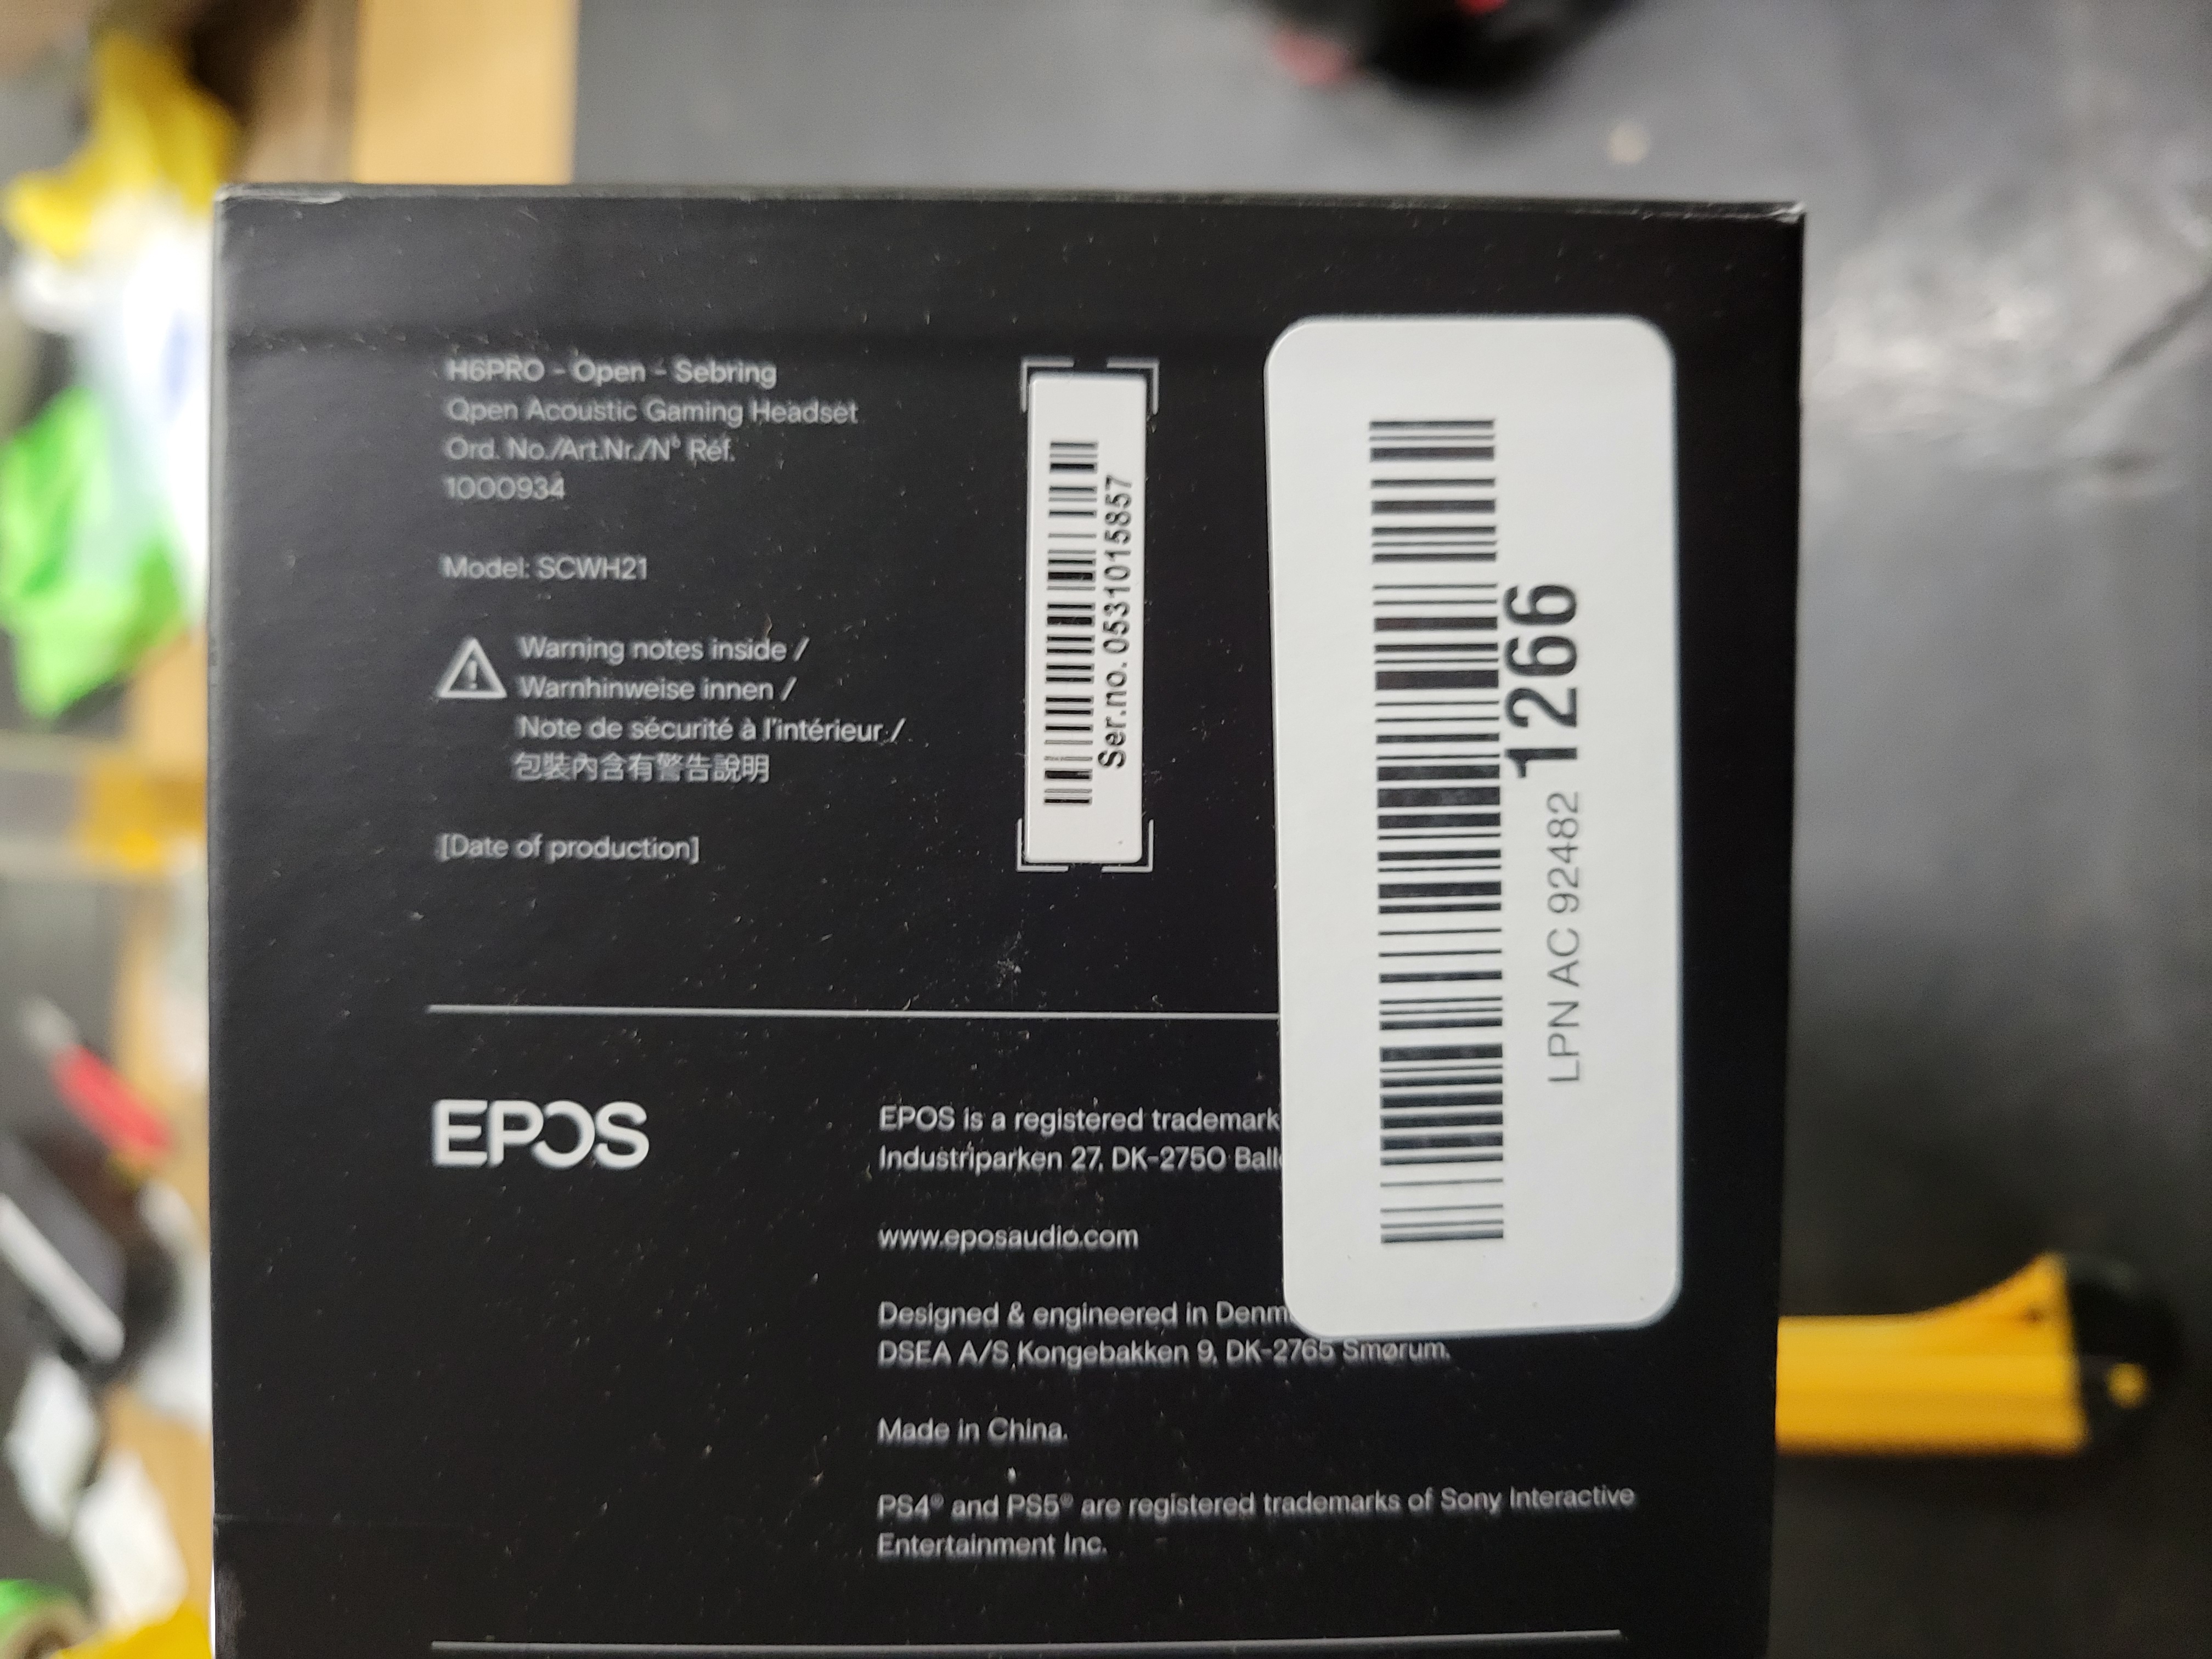 H6PRO - Open - Sebring
Open Acoustic Gaming Headset
Ord. No./Art.Nr./N° Réf.
1000934
Model: SCWH21
Warning notes inside /
Warnhinweise innen /
Note de sécurité à l'intérieur /
包裝內含有警告說明
[Date of production]
Ser.no. 0531015857
LPN AC 92482 1266
EPOS
EPOS is a registered trademark
Industriparken 27, DK-2750
www.eposaudio.com
Designed & engineered in
DSEA A/S Kongebakken 9, DK-2765 Smørum.
Made in China.
PS4® and PS5® are registered trademarks of Sony Interactive
Entertainment Inc.